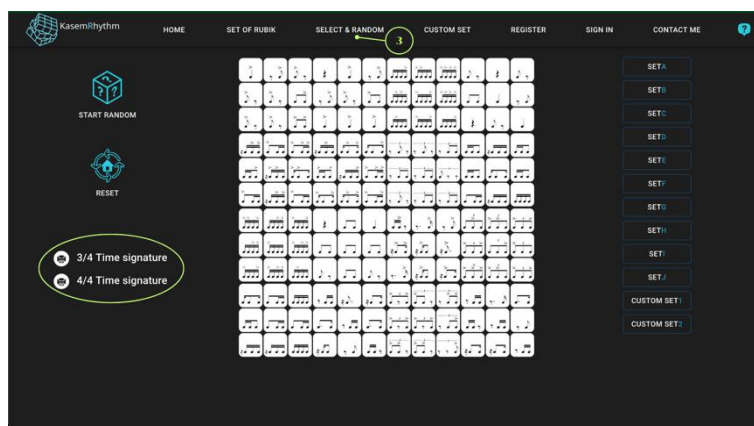 KasemRhythm
HOME
SET OF RUBIK
SELECT & RANDOM
CUSTOM SET
REGISTER
SIGN IN
CONTACT ME
?
3
START RANDOM
RESET
3/4 Time signature
4/4 Time signature
SETA
SETB
SETC
SETD
SETE
SETF
SETG
SETH
SETI
SETJ
CUSTOM SET1
CUSTOM SET2